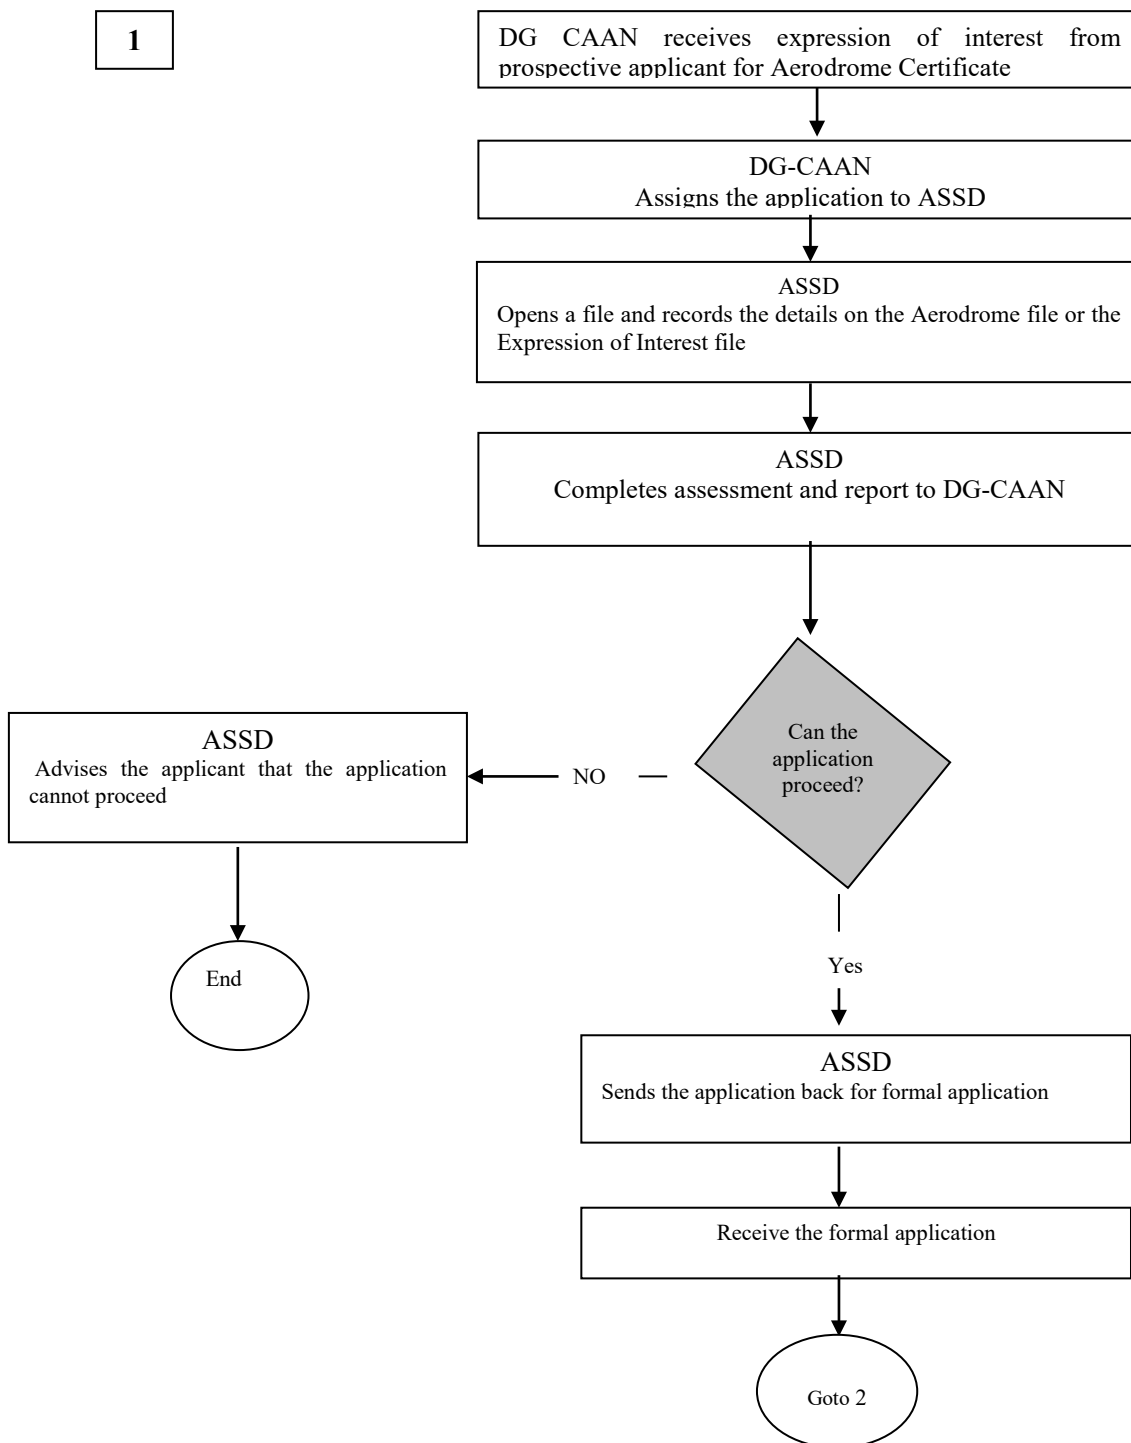 1
DG CAAN receives expression of interest from
prospective applicant for Aerodrome Certificate
DG-CAAN
Assigns the application to ASSD
ASSD
Opens a file and records the details on the Aerodrome file or the
Expression of Interest file
ASSD
Completes assessment and report to DG-CAAN
Can the
application
proceed?
NO
ASSD
Advises the applicant that the application
cannot proceed
End
Yes
ASSD
Sends the application back for formal application
Receive the formal application
Goto 2